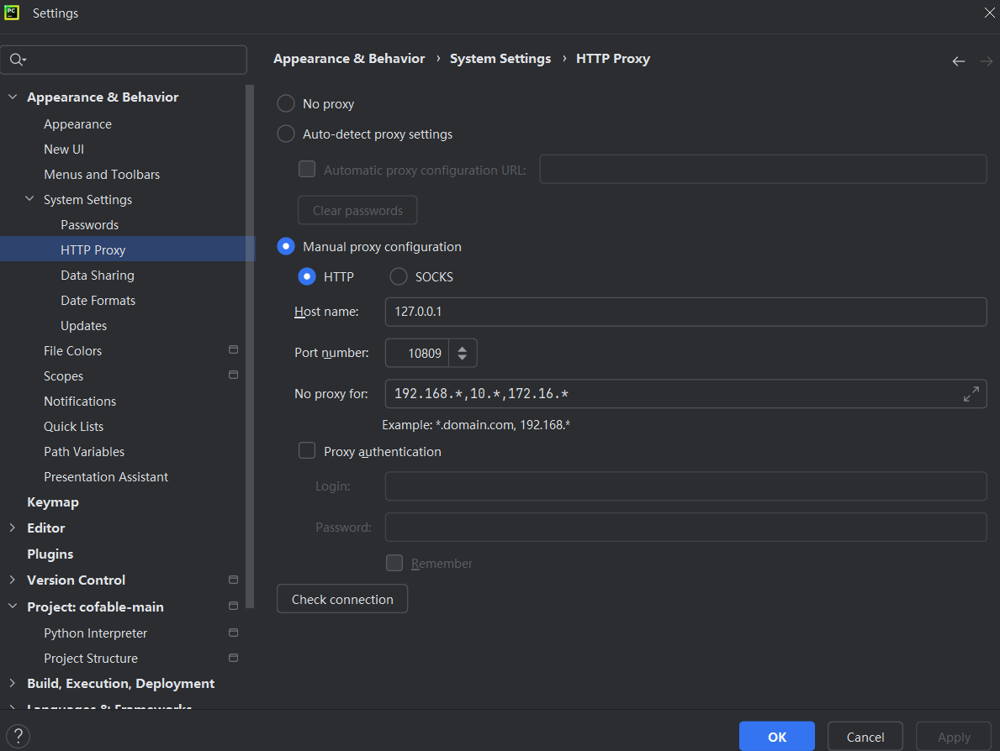 PC
Settings
Appearance & Behavior › System Settings › HTTP Proxy
Appearance & Behavior
Appearance
New UI
Menus and Toolbars
System Settings
Passwords
HTTP Proxy
Data Sharing
Date Formats
Updates
File Colors
Scopes
Notifications
Quick Lists
Path Variables
Presentation Assistant
Keymap
Editor
Plugins
Version Control
Project: cofable-main
Python Interpreter
Project Structure
Build, Execution, Deployment
Languages & Frameworks
No proxy
Auto-detect proxy settings
Automatic proxy configuration URL:
Clear passwords
Manual proxy configuration
HTTP SOCKS
Host name: 127.0.0.1
Port number: 10809
No proxy for: 192.168.*,10.*,172.16.*
Example: *.domain.com, 192.168.*
Proxy authentication
Login:
Password:
Remember
Check connection
?
OK Cancel Apply